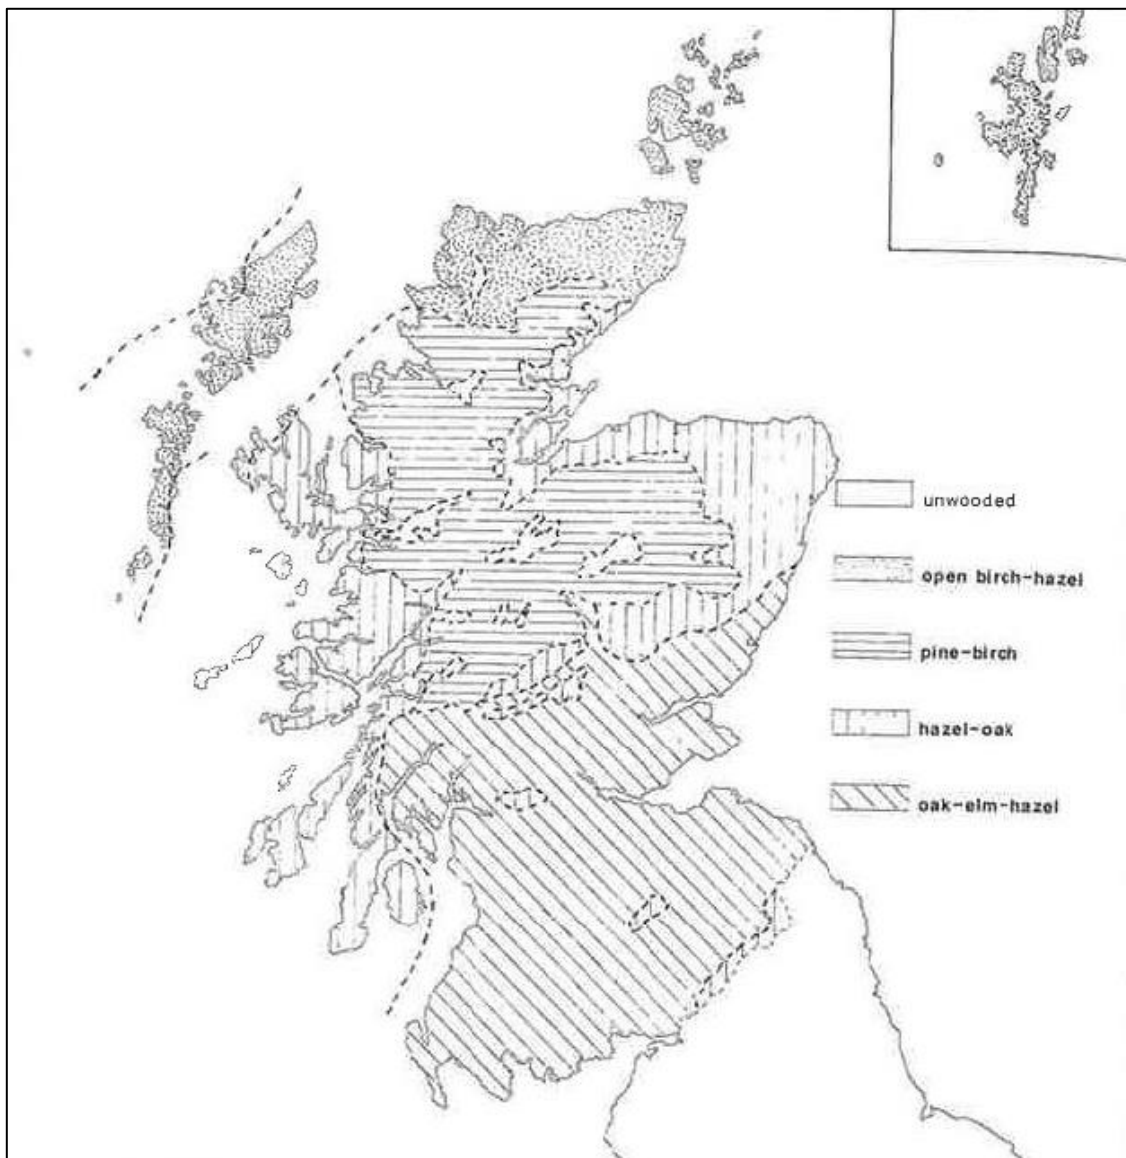 unwooded
open birch-hazel
pine-birch
hazel-oak
oak-elm-hazel